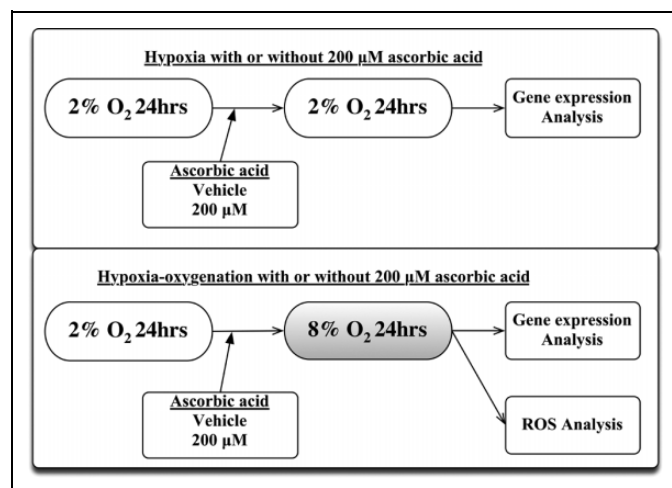 Hypoxia with or without 200 µM ascorbic acid
2% O₂ 24hrs
2% O₂ 24hrs
Gene expression
Analysis
Ascorbic acid
Vehicle
200 µM
Hypoxia-oxygenation with or without 200 µM ascorbic acid
2% O₂ 24hrs
8% O₂ 24hrs
Gene expression
Analysis
Ascorbic acid
Vehicle
200 µM
ROS Analysis